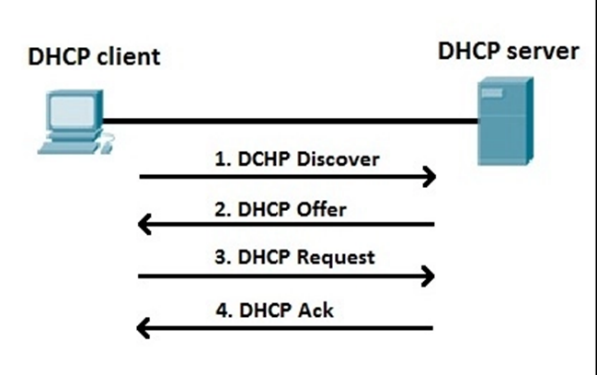 DHCP client
DHCP server
1. DCHP Discover
2. DHCP Offer
3. DHCP Request
4. DHCP Ack